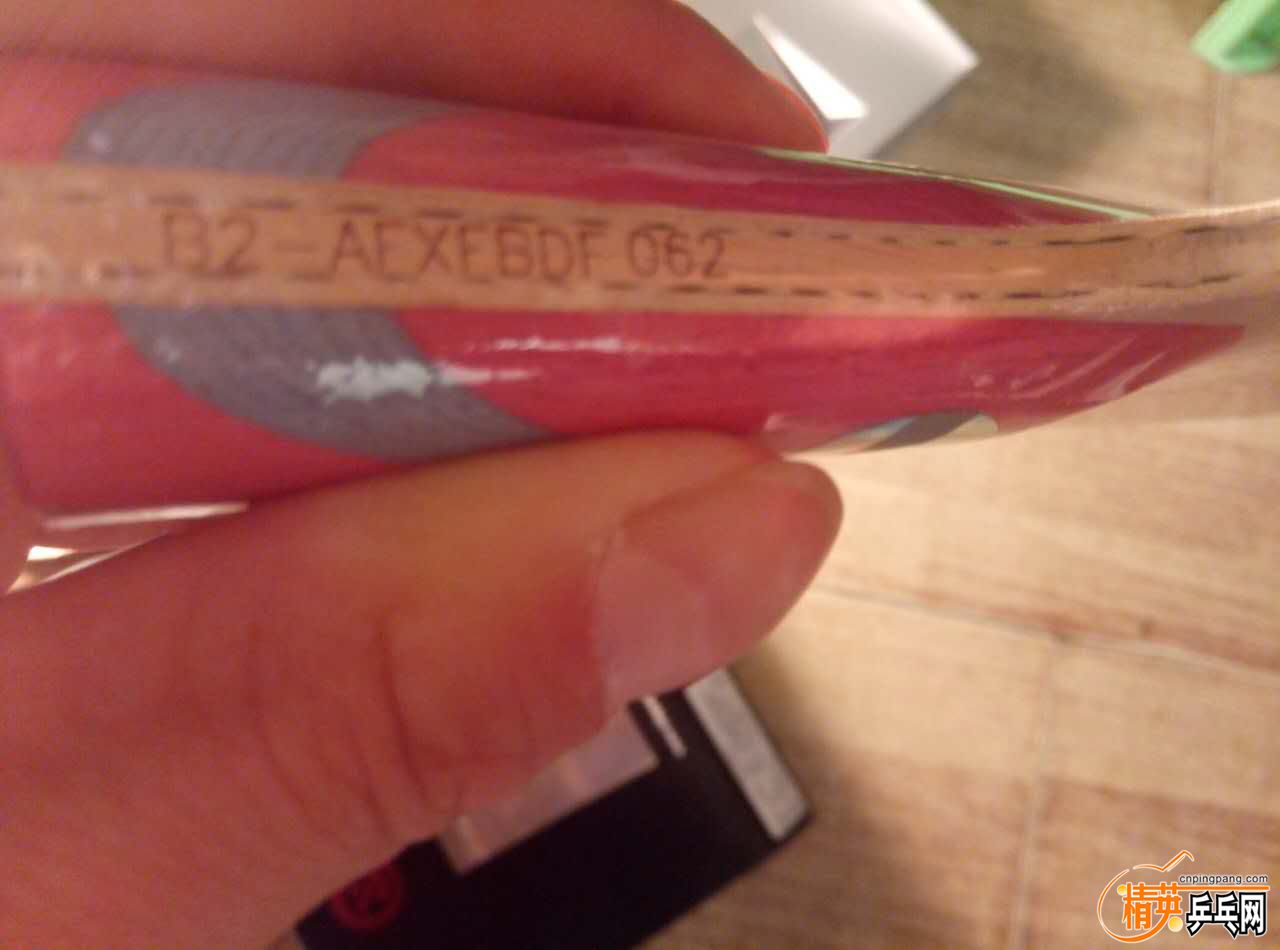 B2-AEXEBDF 062
cnpingpang.com
精英乒乓网